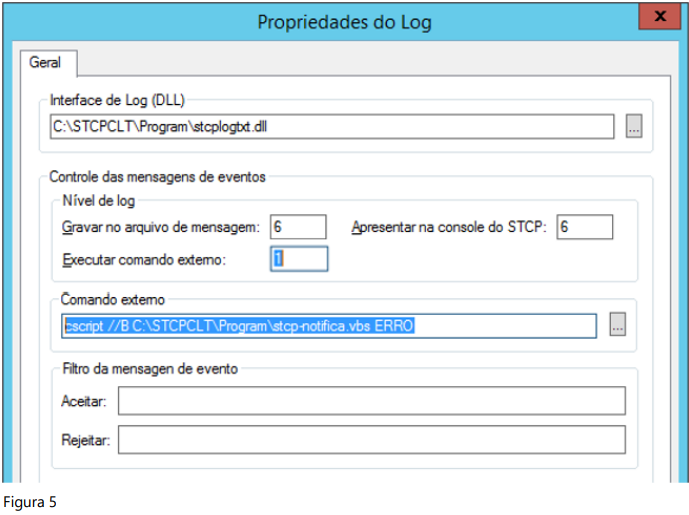 Propriedades do Log
x
Geral
Interface de Log (DLL)
C:\STCPCLT\Program\stcplogtxt.dll
...
Controle das mensagens de eventos
Nível de log
Gravar no arquivo de mensagem: 6 Apresentar na console do STCP: 6
Executar comando externo: 1
Comando externo
cscript //B C:\STCPCLT\Program\stcp-notifica.vbs ERRO
...
Filtro da mensagen de evento
Aceitar:
Rejeitar:
Figura 5